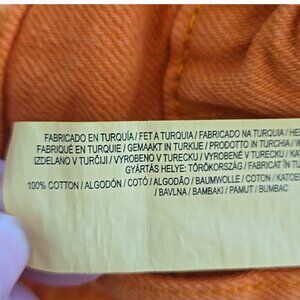 FABRICADO EN TURQUÍA / FET A TURQUIA / FABRICADO NA TURQUIA / HE
FABRIQUÉ EN TURQUIE / GEMAAKT IN TURKIJE / PRODOTTO IN TURCHIA / W
IZDELANO V TURČIJI / VYROBENO V TURECKU / VYROBENÉ V TURECKU / KA
GYÁRTÁS HELYE: TÖRÖKORSZÁG / FABRICAT ÎN T
100% COTTON / ALGODÓN / COTÓ / ALGODÃO / BAUMWOLLE / COTON / KATOE
/ BAVLNA / BAMBAKI / PAMUT / BUMBAC